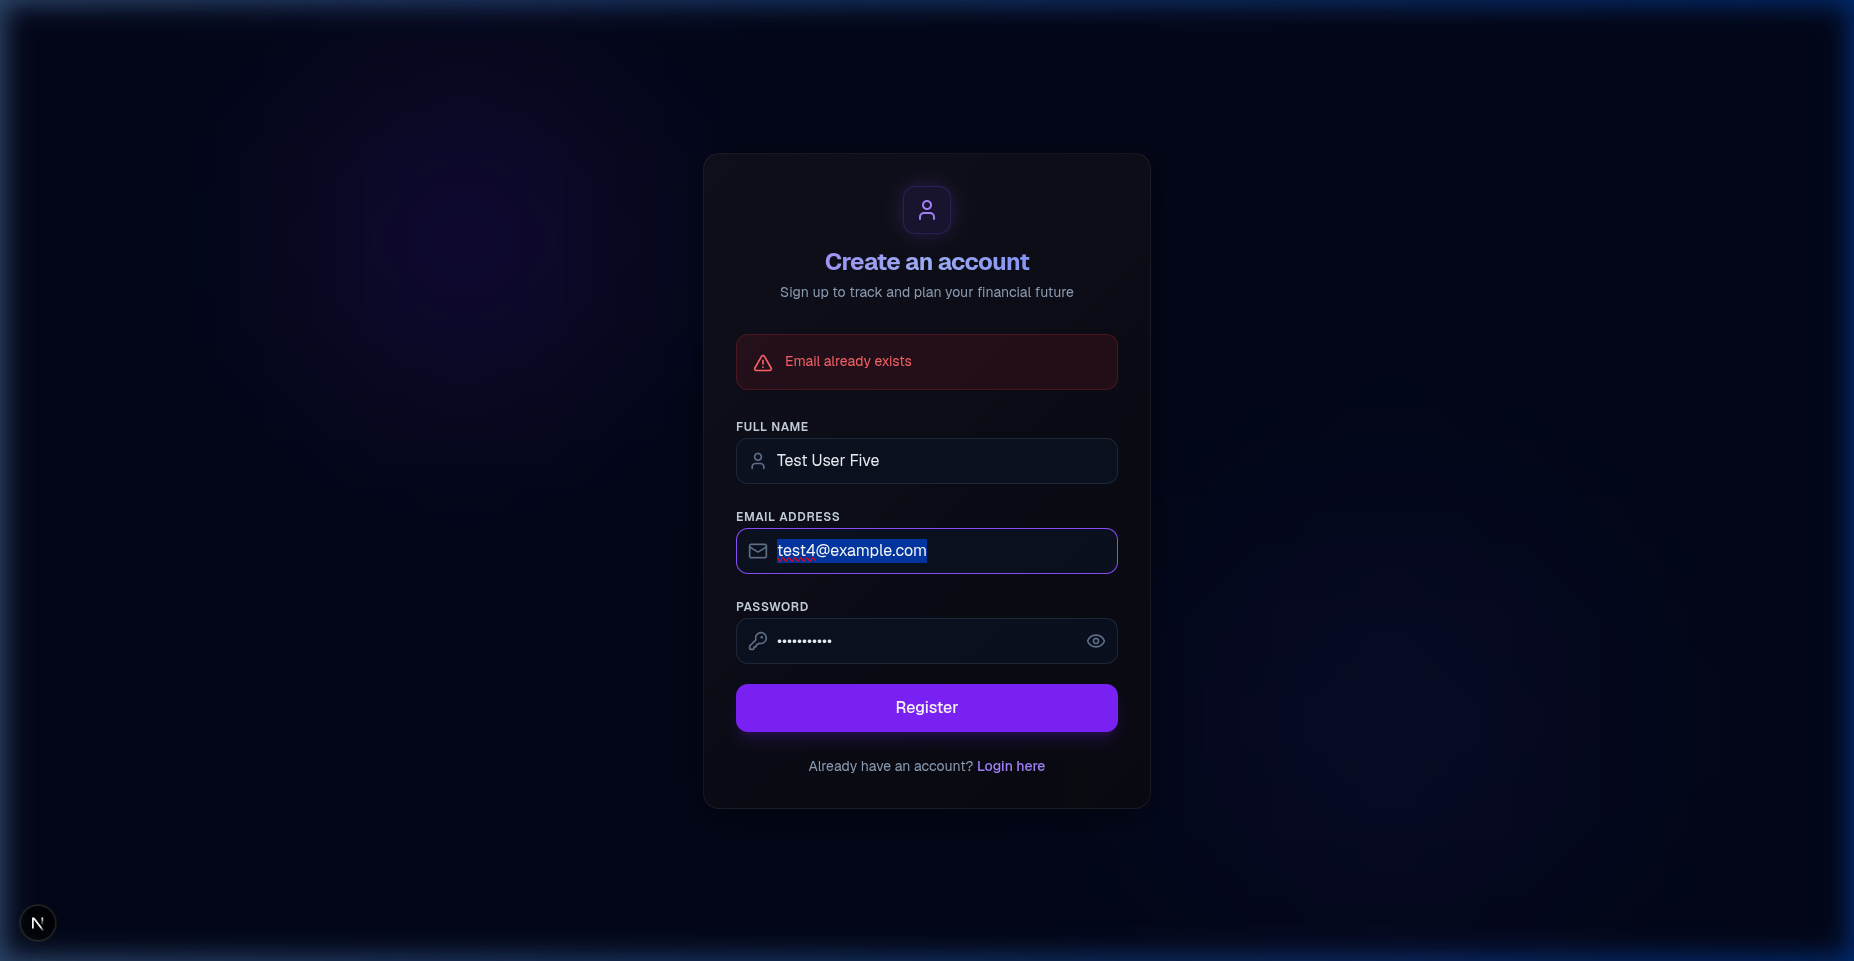 Create an account
Sign up to track and plan your financial future
Email already exists
FULL NAME
Test User Five
EMAIL ADDRESS
test4@example.com
PASSWORD
•••••••••••
Register
Already have an account? Login here
N